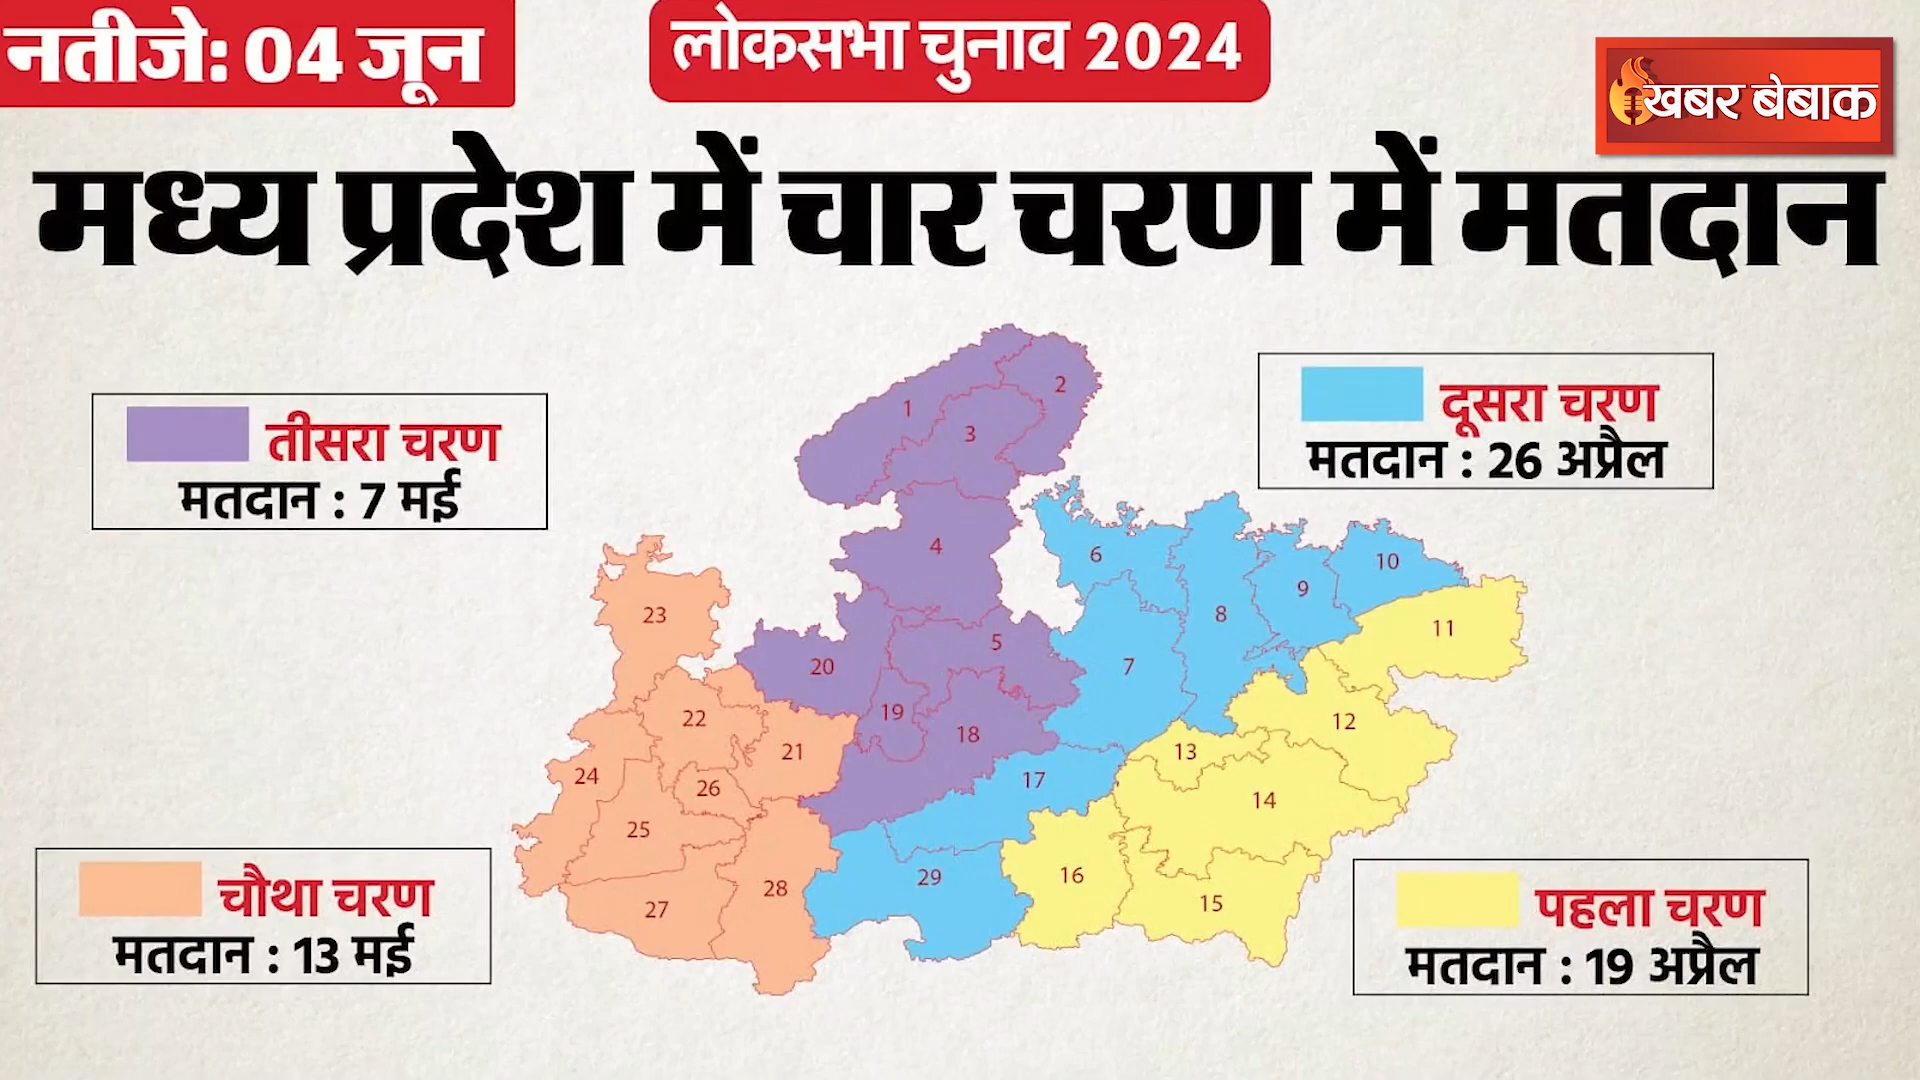 नतीजे: 04 जून
लोकसभा चुनाव 2024
खबर बेबाक
मध्य प्रदेश में चार चरण में मतदान
तीसरा चरण
मतदान : 7 मई
दूसरा चरण
मतदान : 26 अप्रैल
1
2
3
4
5
6
7
8
9
10
11
12
13
14
15
16
17
18
19
20
21
22
23
24
25
26
27
28
29
चौथा चरण
मतदान : 13 मई
पहला चरण
मतदान : 19 अप्रैल